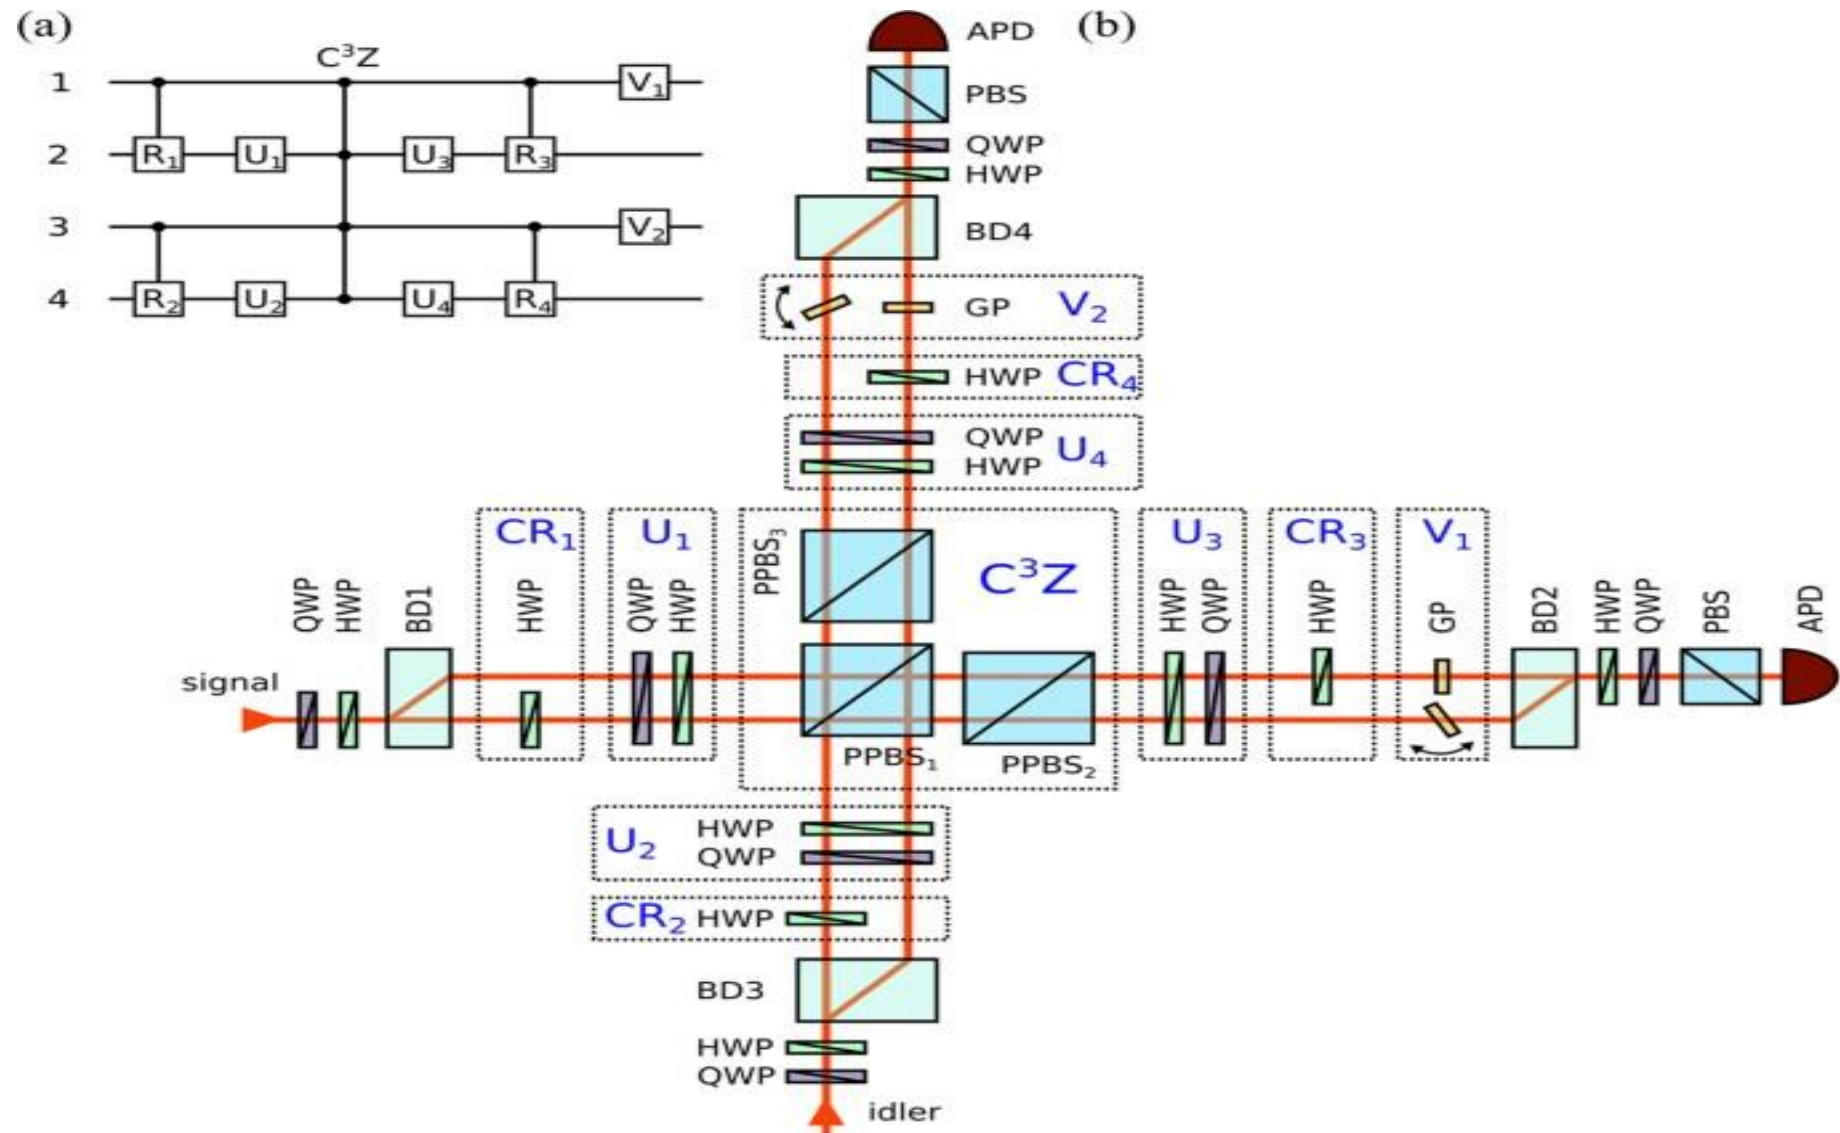 (a)
C³Z
1
V₁
2
R₁
U₁
U₃
R₃
3
V₂
4
R₂
U₂
U₄
R₄
(b)
APD
PBS
QWP
HWP
BD4
GP V₂
HWP CR₄
QWP
HWP
U₄
PPBS₃
C³Z
PPBS₁
PPBS₂
signal
QWP
HWP
BD1
CR₁
HWP
U₁
QWP
HWP
U₃
HWP
QWP
CR₃
HWP
V₁
GP
BD2
HWP
QWP
PBS
APD
U₂
HWP
QWP
CR₂ HWP
BD3
HWP
QWP
idler